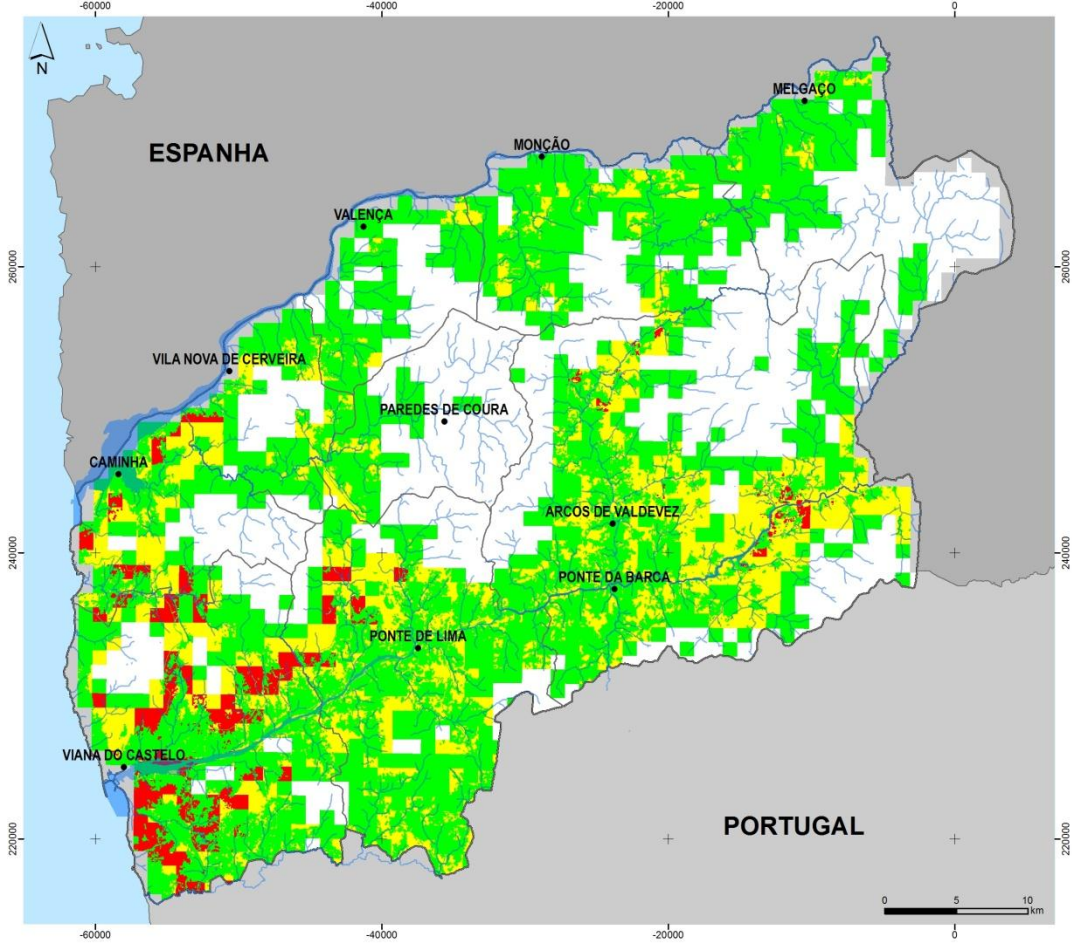 -60000 -40000 -20000 0
N
MELGAÇO
ESPANHA
MONÇÃO
VALENÇA
260000 260000
VILA NOVA DE CERVEIRA
PAREDES DE COURA
CAMINHA
ARCOS DE VALDEVEZ
240000 240000
PONTE DA BARCA
PONTE DE LIMA
VIANA DO CASTELO
PORTUGAL
220000 220000
0 5 10
km
-60000 -40000 -20000 0